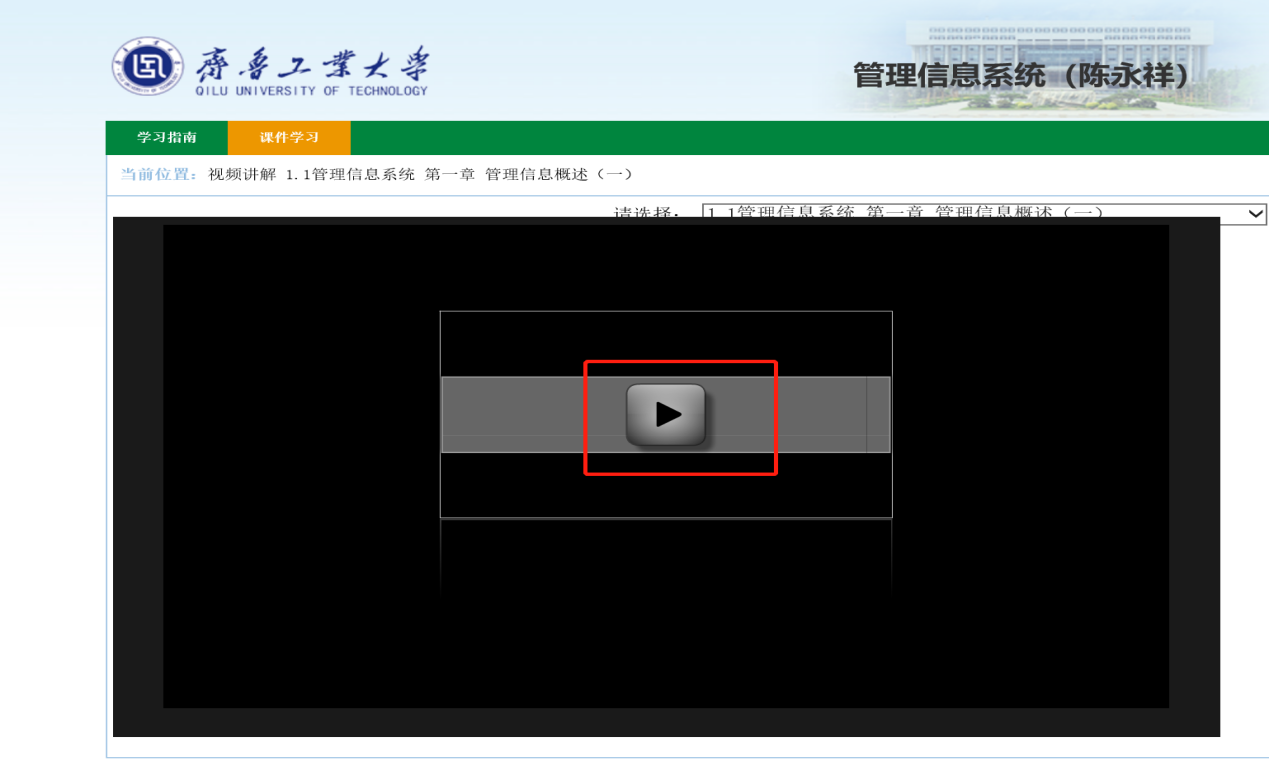 齊鲁工業大学
QILU UNIVERSITY OF TECHNOLOGY
管理信息系统（陈永祥）
学习指南 课件学习
当前位置：视频讲解 1.1管理信息系统 第一章 管理信息概述（一）
请选择： 1.1管理信息系统 第一章 管理信息概述（一）